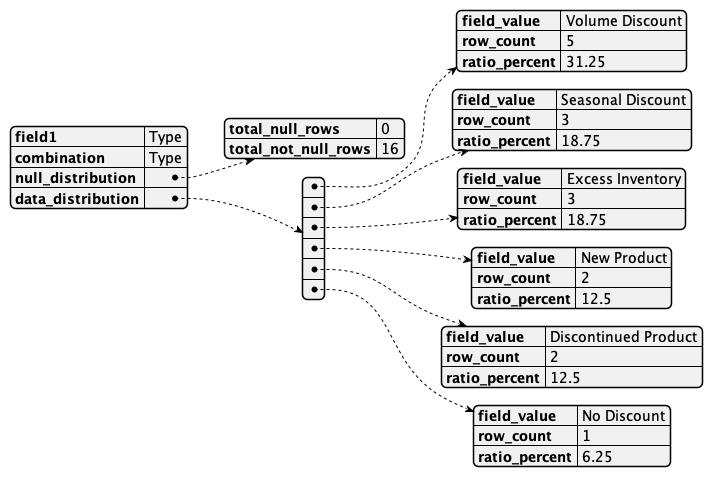 field1 Type
combination Type
null_distribution
data_distribution
total_null_rows 0
total_not_null_rows 16
field_value Volume Discount
row_count 5
ratio_percent 31.25
field_value Seasonal Discount
row_count 3
ratio_percent 18.75
field_value Excess Inventory
row_count 3
ratio_percent 18.75
field_value New Product
row_count 2
ratio_percent 12.5
field_value Discontinued Product
row_count 2
ratio_percent 12.5
field_value No Discount
row_count 1
ratio_percent 6.25